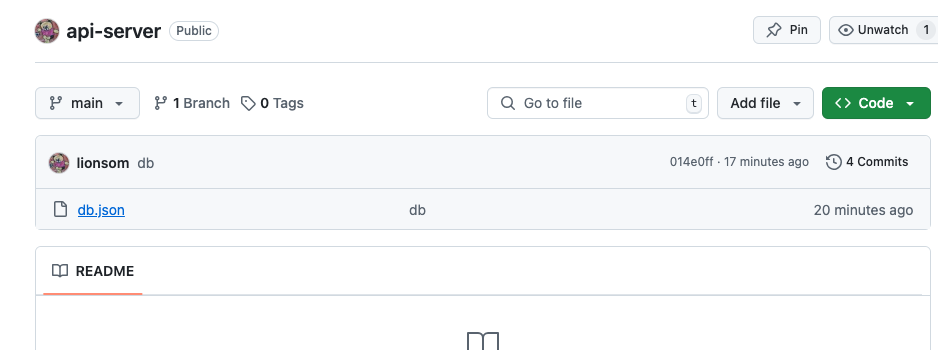 api-server Public Pin Unwatch 1
main 1 Branch 0 Tags Go to file t Add file Code
lionsom db 014e0ff · 17 minutes ago 4 Commits
db.json db 20 minutes ago
README